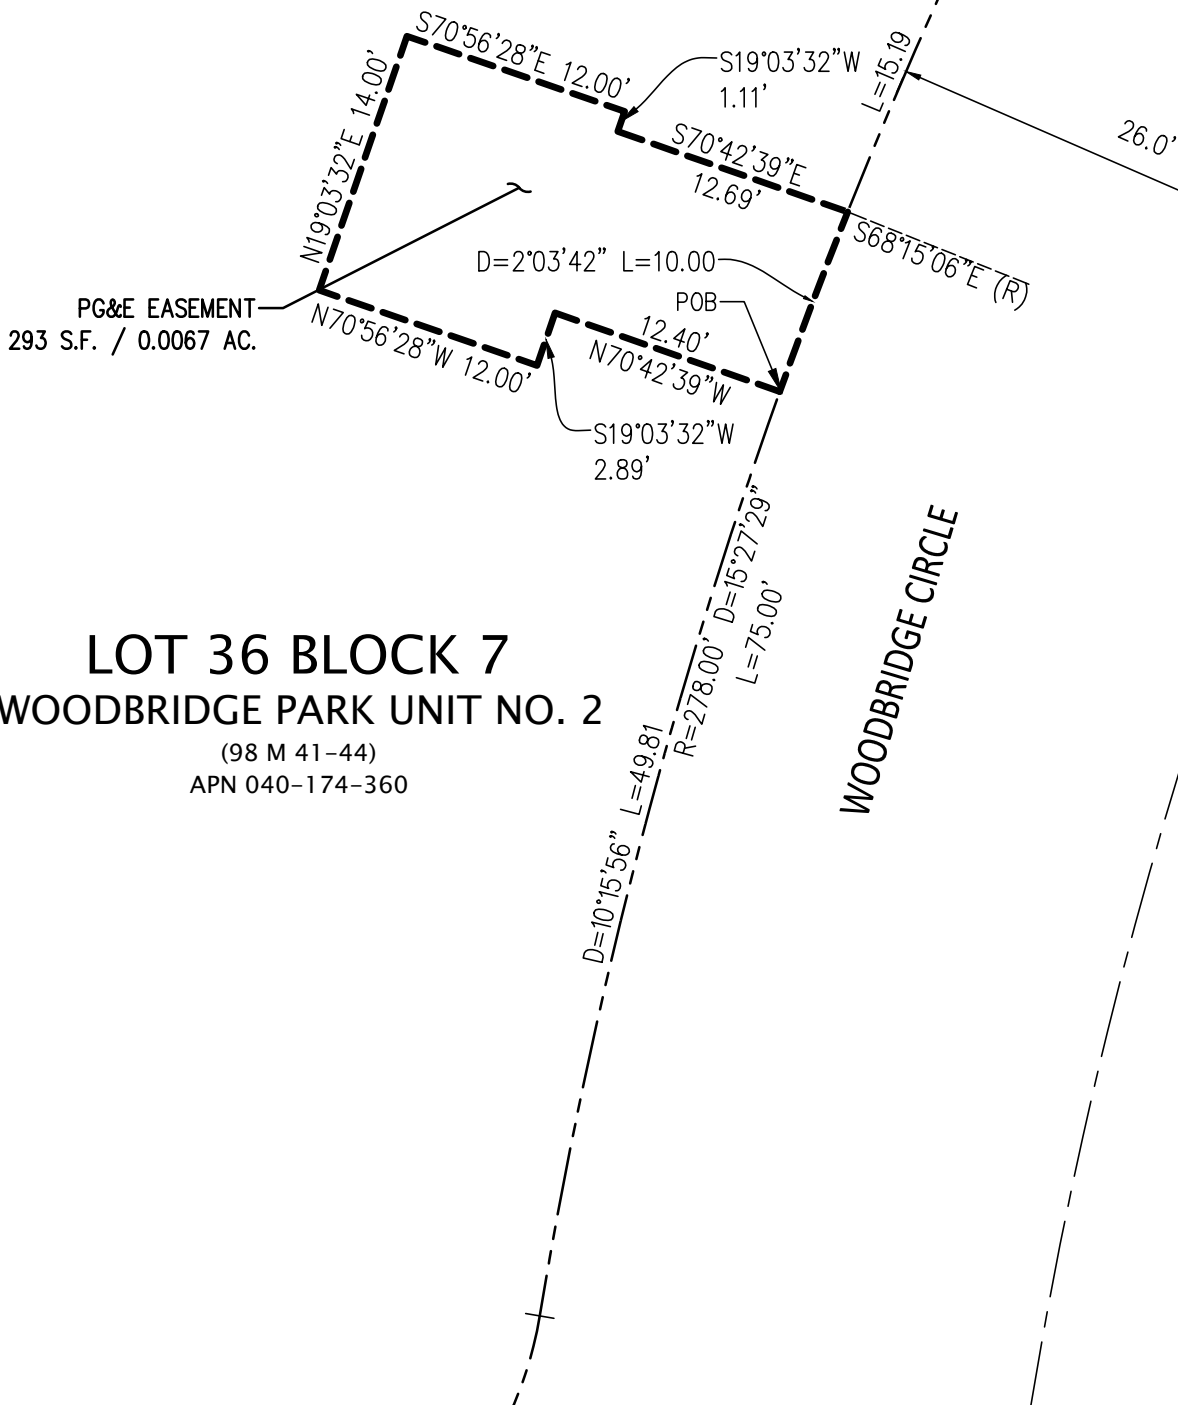 S70°56'28"E 12.00'
S19°03'32"W
1.11'
L=15.19
26.0'
N19°03'32"E 14.00'
S70°42'39"E
12.69'
S68°15'06"E (R)
D=2°03'42" L=10.00
POB
PG&E EASEMENT
293 S.F. / 0.0067 AC.
N70°56'28"W 12.00'
12.40'
N70°42'39"W
S19°03'32"W
2.89'
R=278.00' D=15°27'29"
L=75.00'
WOODBRIDGE CIRCLE
LOT 36 BLOCK 7
WOODBRIDGE PARK UNIT NO. 2
(98 M 41-44)
APN 040-174-360
D=10°15'56" L=49.81